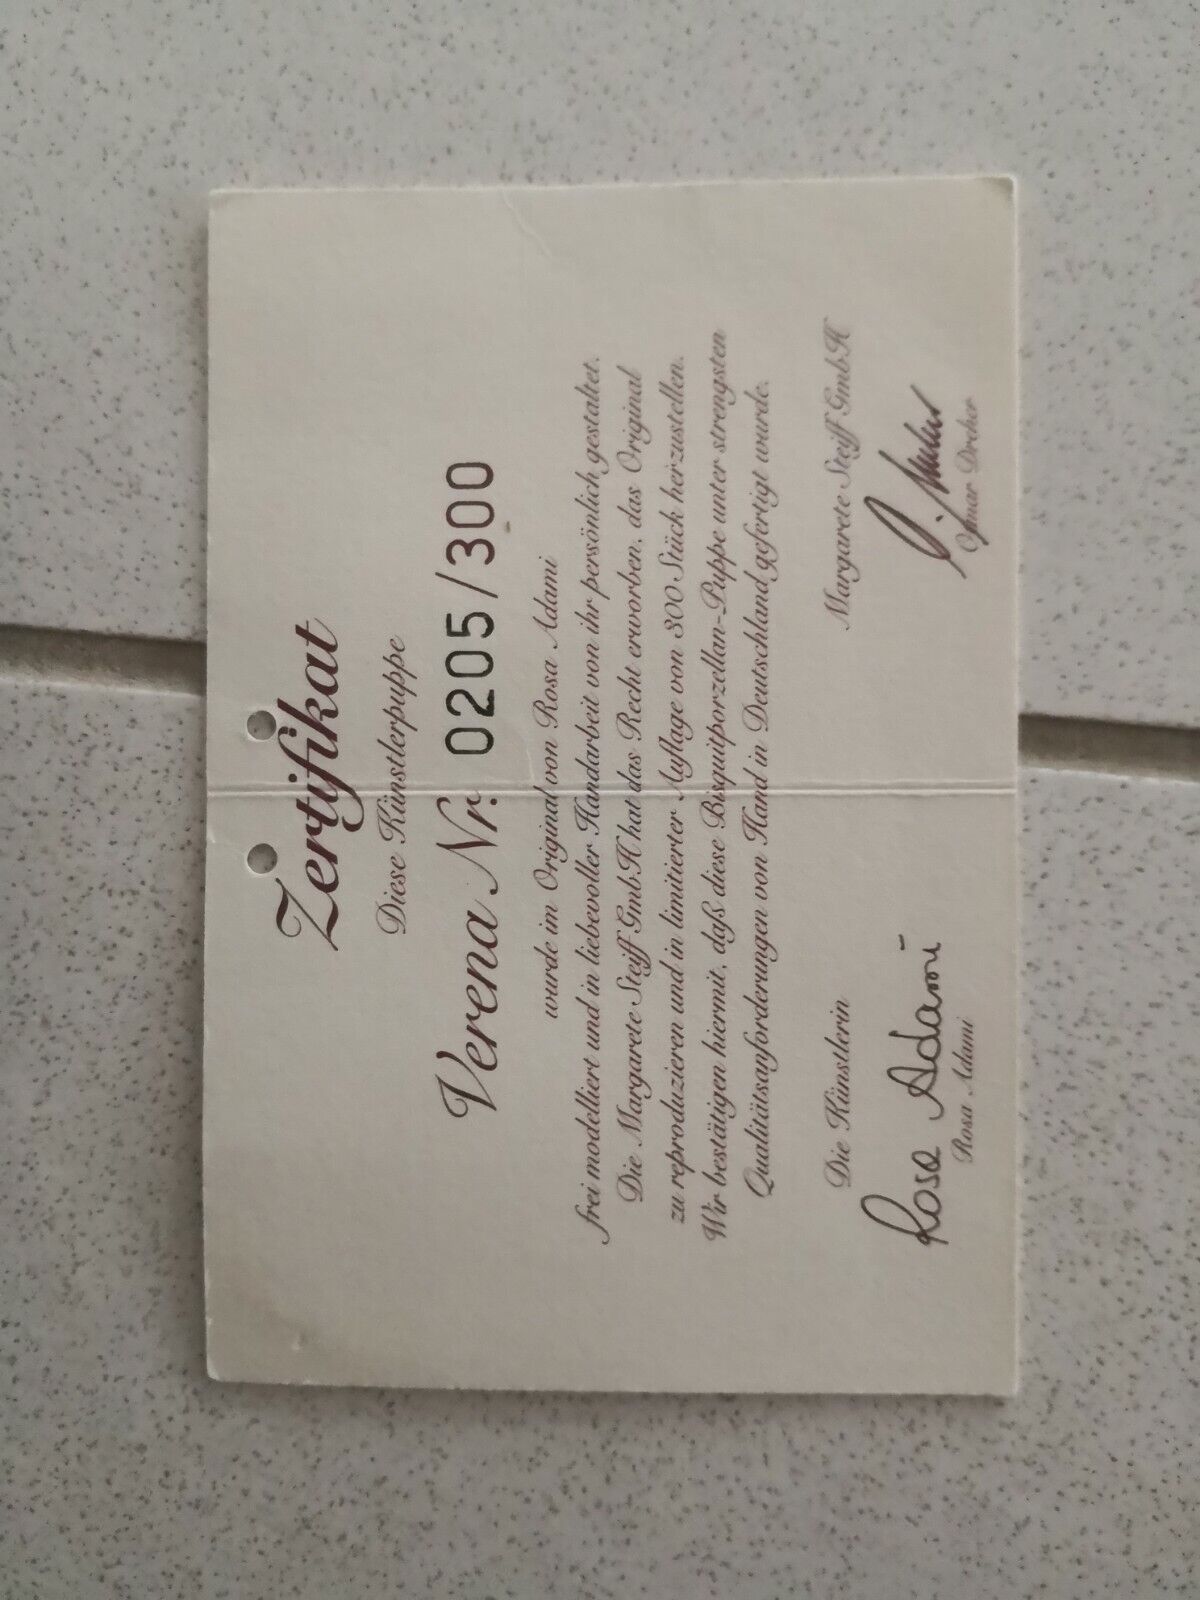 Zertifikat
Diese Künstlerpuppe
Verena Nr. 0205/300
wurde im Original von Rosa Adami
frei modelliert und in liebevoller Handarbeit von ihr persönlich gestaltet.
Die Margarete Steiff GmbH hat das Recht erworben, das Original
zu reproduzieren und in limitierter Auflage von 300 Stück herzustellen.
Wir bestätigen hiermit, daß diese Bisquitporzellan-Puppe unter strengsten
Qualitätsanforderungen von Hand in Deutschland gefertigt wurde.
Die Künstlerin
Rosa Adami
Rosa Adami
Margarete Steiff GmbH
Otmar Dreher